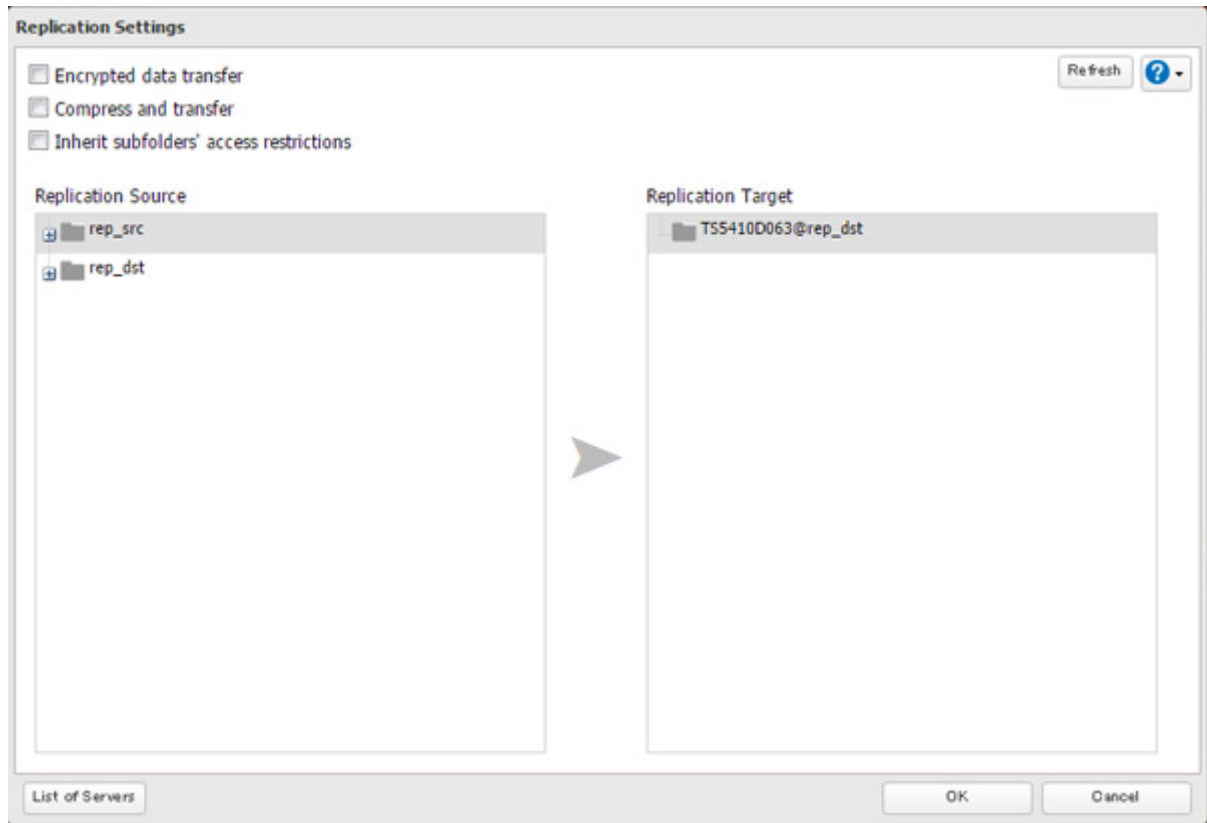 Replication Settings
Encrypted data transfer
Refresh
?
Compress and transfer
Inherit subfolders' access restrictions
Replication Source
Replication Target
rep_src
TS5410D063@rep_dst
rep_dst
List of Servers
OK
Cancel